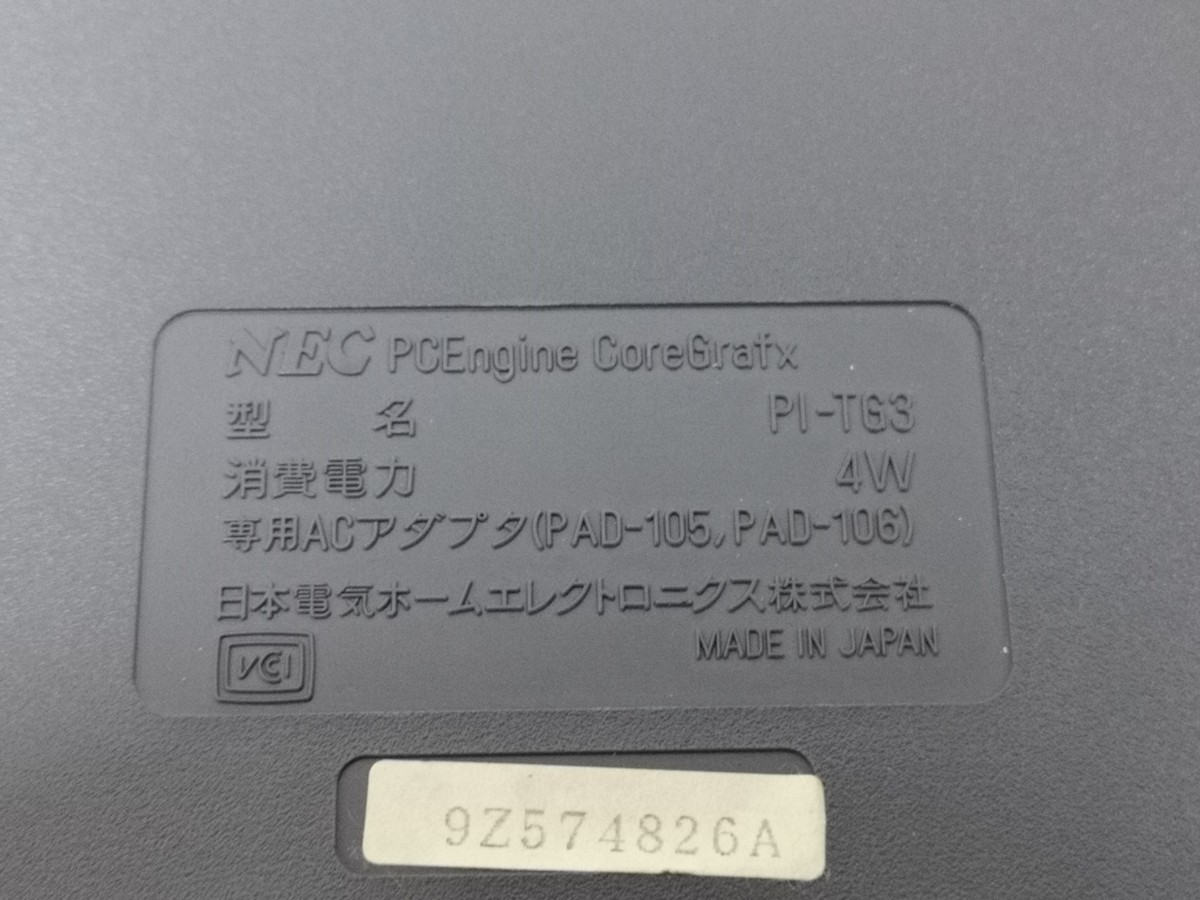 NEC PCEngine CoreGrafx
型 名 PI-TG3
消費電力 4W
専用ACアダプタ(PAD-105, PAD-106)
日本電気ホームエレクトロニクス株式会社
VCI MADE IN JAPAN
9Z574826A